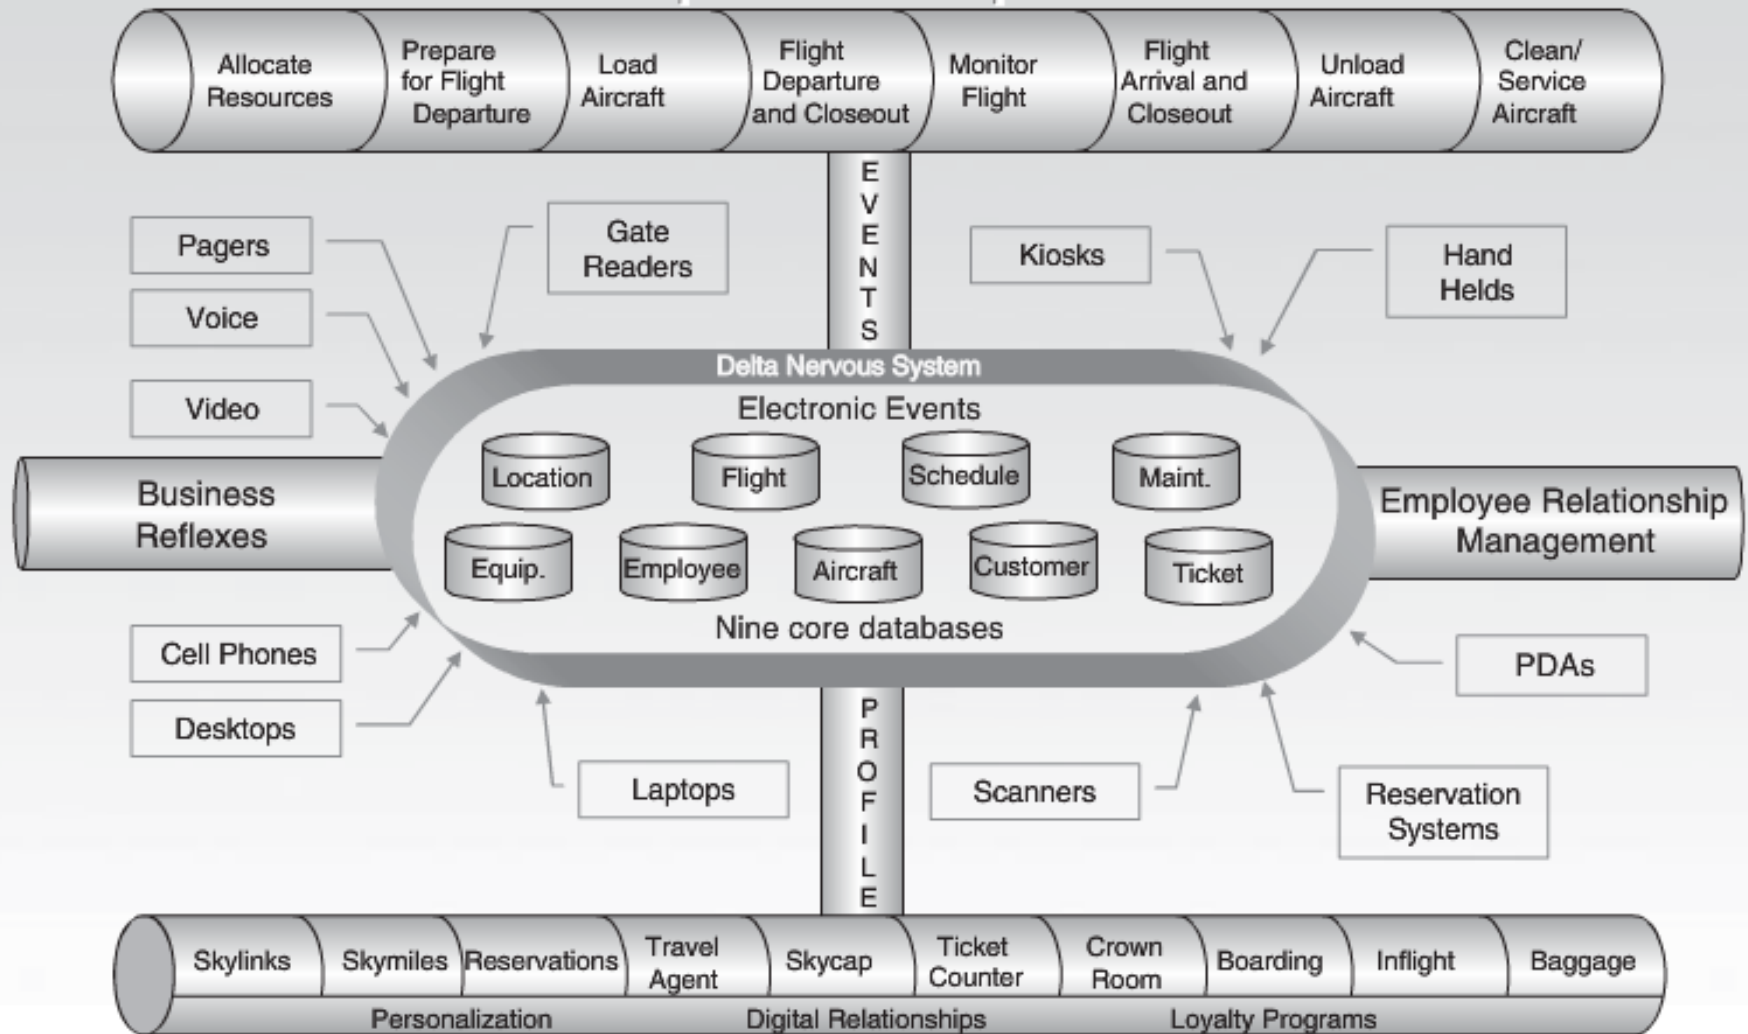 Allocate
Resources
Prepare
for Flight
Departure
Load
Aircraft
Flight
Departure
and Closeout
Monitor
Flight
Flight
Arrival and
Closeout
Unload
Aircraft
Clean/
Service
Aircraft
EVENTS
Pagers
Gate
Readers
Kiosks
Hand
Helds
Voice
Video
Delta Nervous System
Electronic Events
Location
Flight
Schedule
Maint.
Business
Reflexes
Employee Relationship
Management
Equip.
Employee
Aircraft
Customer
Ticket
Nine core databases
Cell Phones
PDAs
Desktops
Laptops
Scanners
Reservation
Systems
PROFILE
Skylinks
Skymiles
Reservations
Travel
Agent
Skycap
Ticket
Counter
Crown
Room
Boarding
Inflight
Baggage
Personalization
Digital Relationships
Loyalty Programs